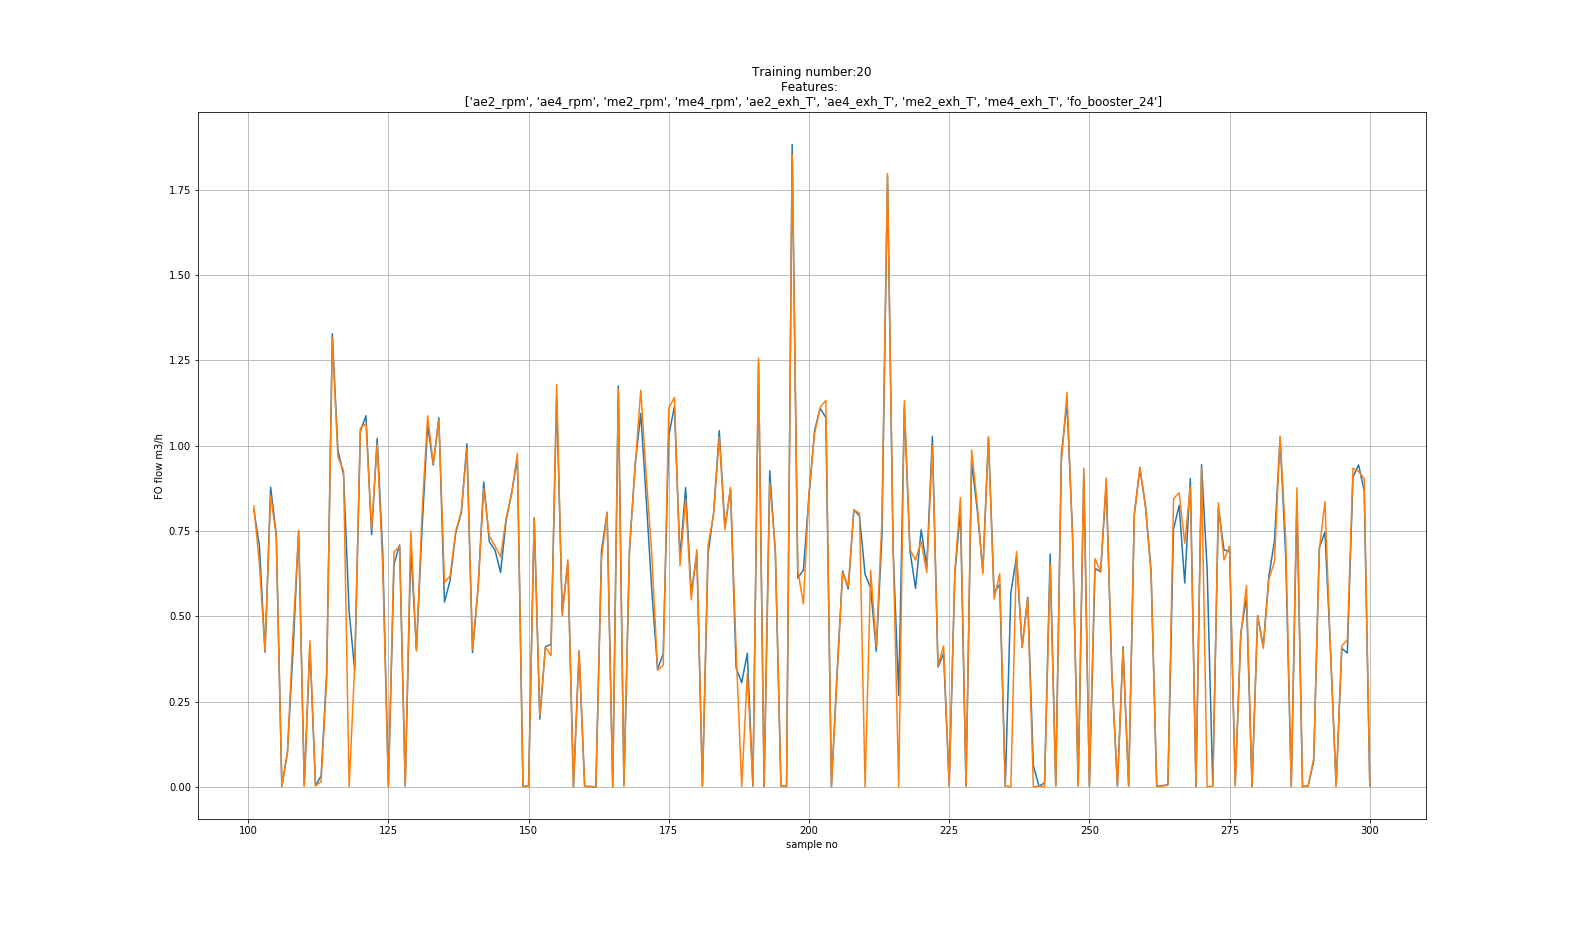 Training number:20
Features:
['ae2_rpm', 'ae4_rpm', 'me2_rpm', 'me4_rpm', 'ae2_exh_T', 'ae4_exh_T', 'me2_exh_T', 'me4_exh_T', 'fo_booster_24']
1.75
1.50
1.25
1.00
0.75
0.50
0.25
0.00
FO flow m3/h
100 125 150 175 200 225 250 275 300
sample no